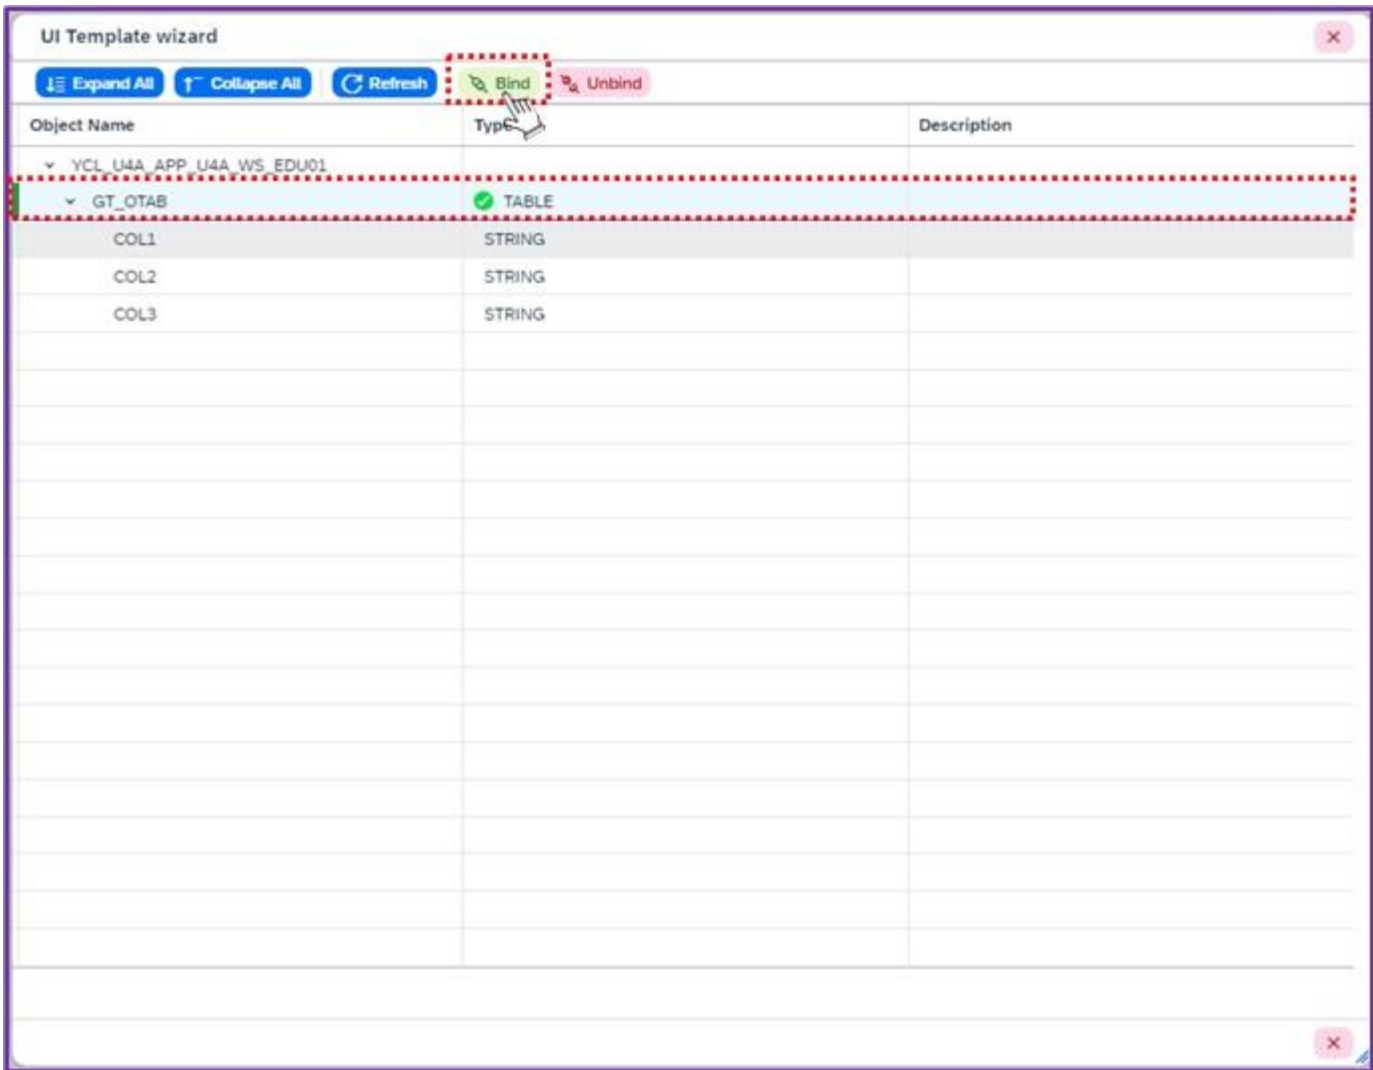 UI Template wizard
Expand All Collapse All Refresh Bind Unbind
Object Name Type Description
YCL_U4A_APP_U4A_WS_EDU01
GT_OTAB TABLE
COL1 STRING
COL2 STRING
COL3 STRING